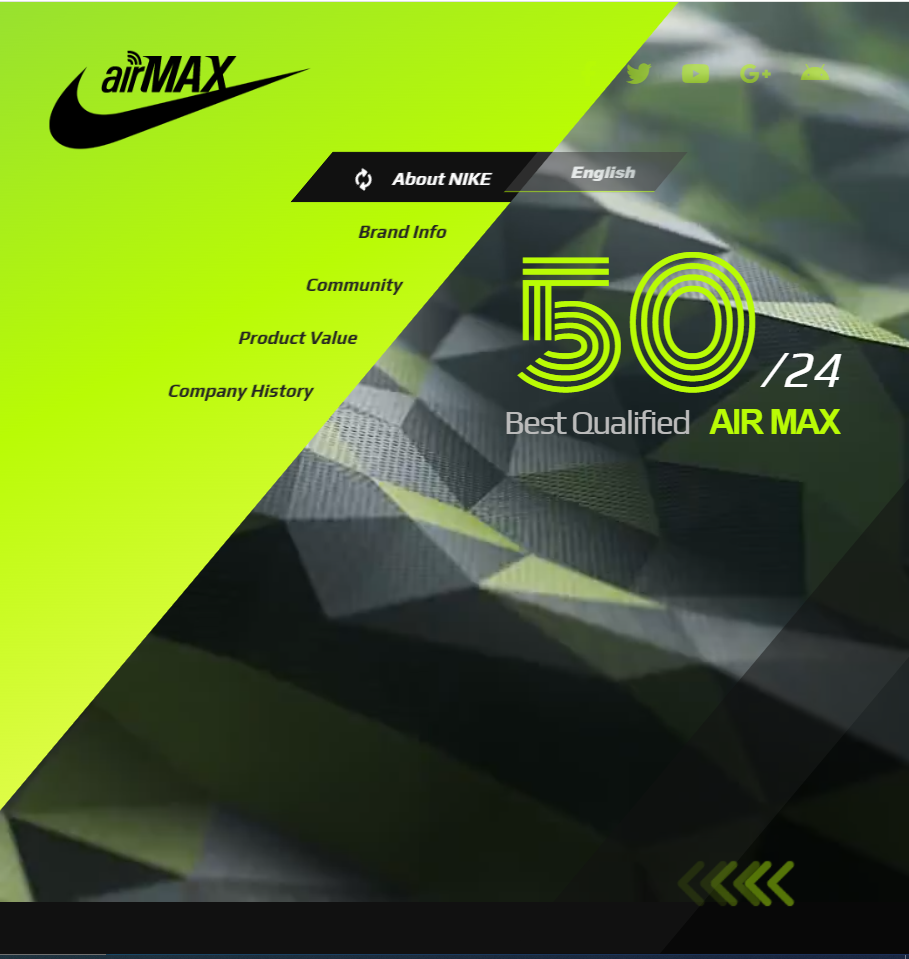 airMAX
About NIKE
English
Brand Info
Community
Product Value
Company History
50
/24
Best Qualified AIR MAX